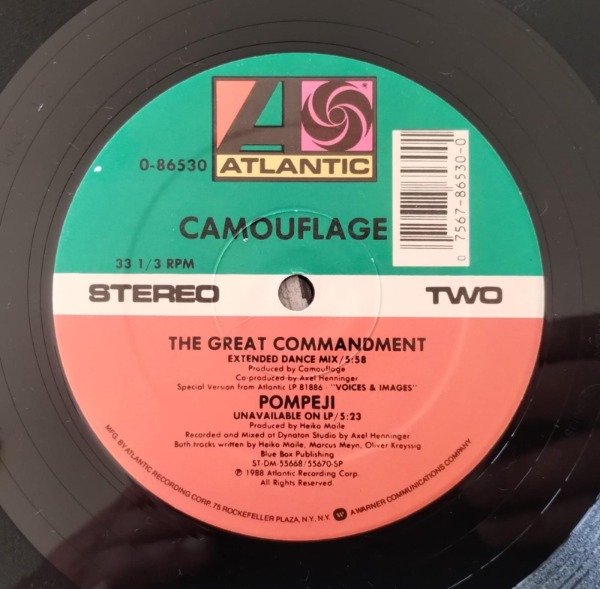 ATLANTIC
0-86530
0 7567-86530-0
CAMOUFLAGE
33 1/3 RPM
STEREO TWO
THE GREAT COMMANDMENT
EXTENDED DANCE MIX/5:58
Produced by Camouflage
Co-produced by Axel Henninger
Special Version from Atlantic LP 81886 - "VOICES & IMAGES"
POMPEJI
UNAVAILABLE ON LP/5:23
Produced by Heiko Maile
Recorded and Mixed at Dynaton Studio by Axel Henninger
Both tracks written by Heiko Maile, Marcus Meyn, Oliver Kreyssig
Blue Box Publishing
ST-DM-55668/55670-SP
℗ 1988 Atlantic Recording Corp.
All Rights Reserved.
MFG. BY ATLANTIC RECORDING CORP., 75 ROCKEFELLER PLAZA, N.Y., N.Y. A WARNER COMMUNICATIONS COMPANY